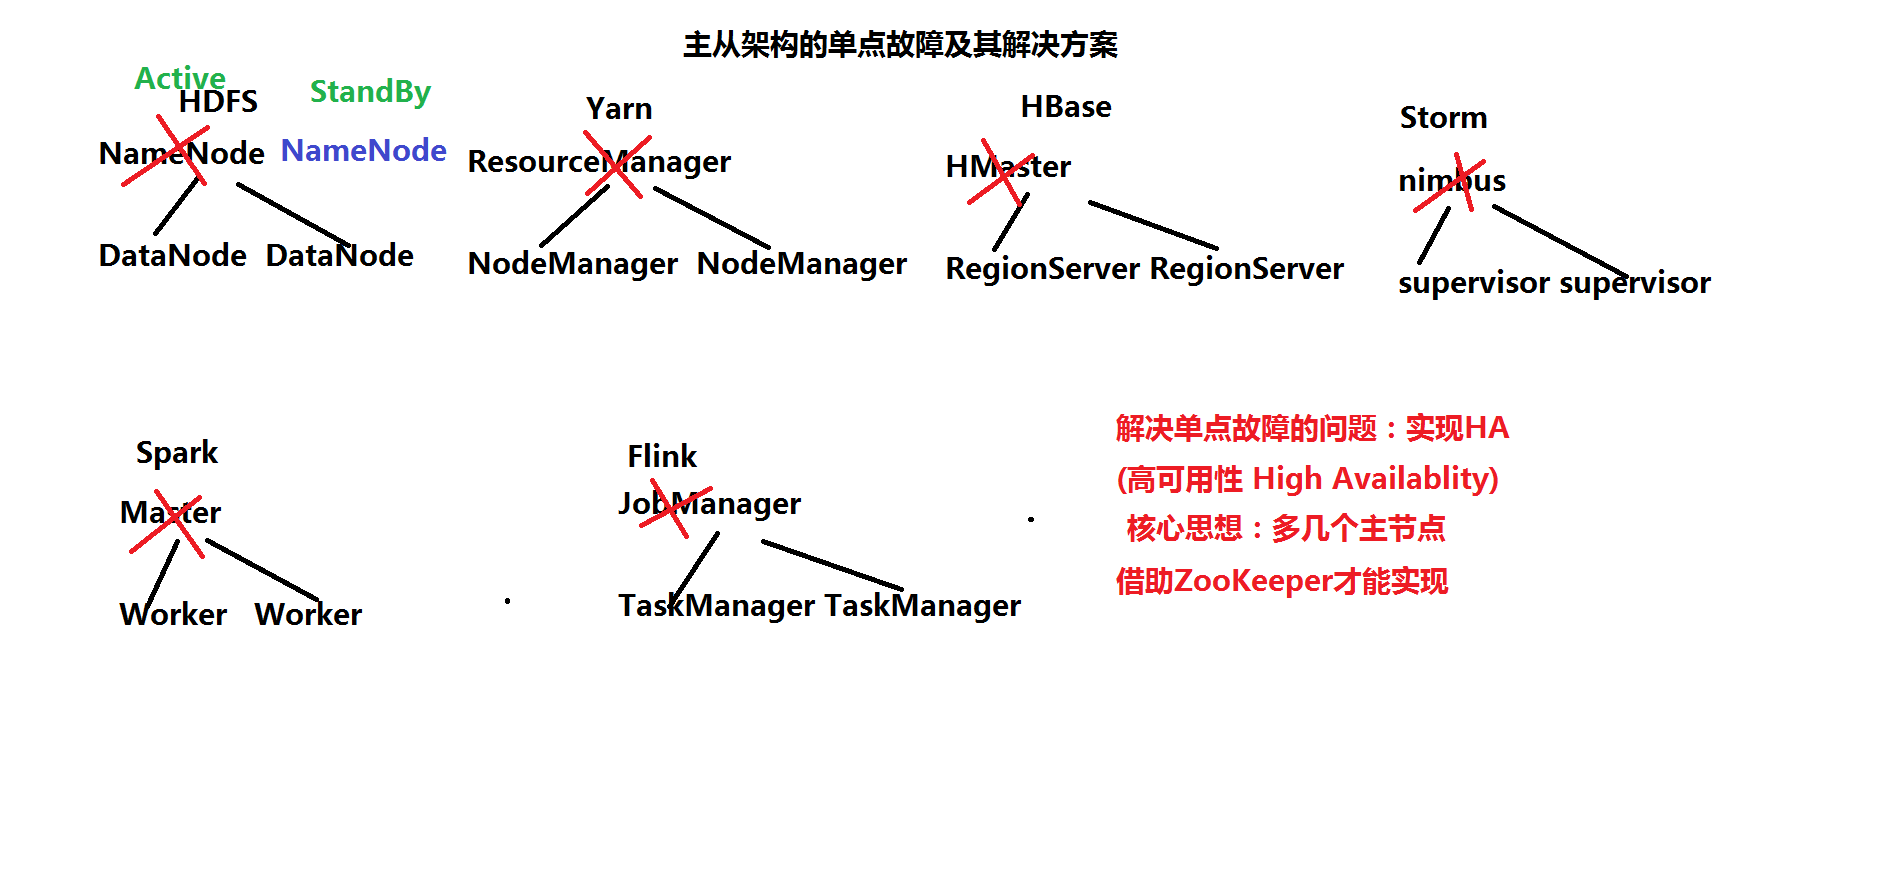 主从架构的单点故障及其解决方案
Active
StandBy
HDFS
NameNode
NameNode
DataNode DataNode
Yarn
ResourceManager
NodeManager NodeManager
HBase
HMaster
RegionServer RegionServer
Storm
nimbus
supervisor supervisor
Spark
Master
Worker Worker
Flink
JobManager
TaskManager TaskManager
解决单点故障的问题：实现HA
(高可用性 High Availablity)
核心思想：多几个主节点
借助ZooKeeper才能实现